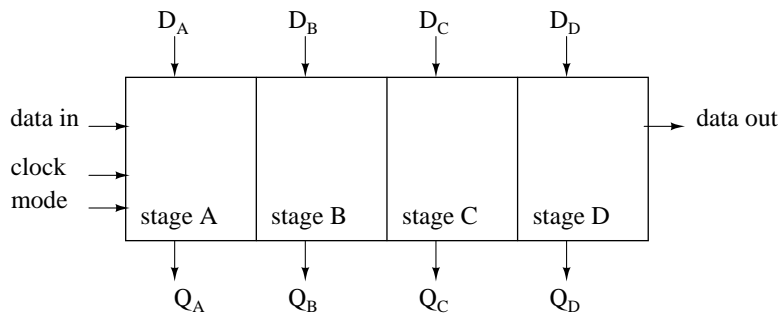 D_A D_B D_C D_D
data in
data out
clock
mode
stage A stage B stage C stage D
Q_A Q_B Q_C Q_D